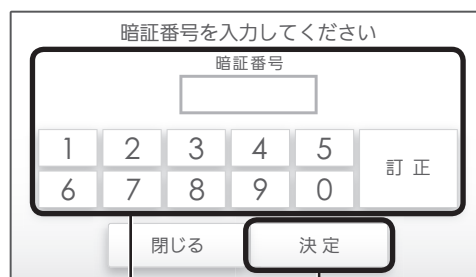 暗証番号を入力してください
暗証番号
1 2 3 4 5
訂 正
6 7 8 9 0
閉じる 決 定